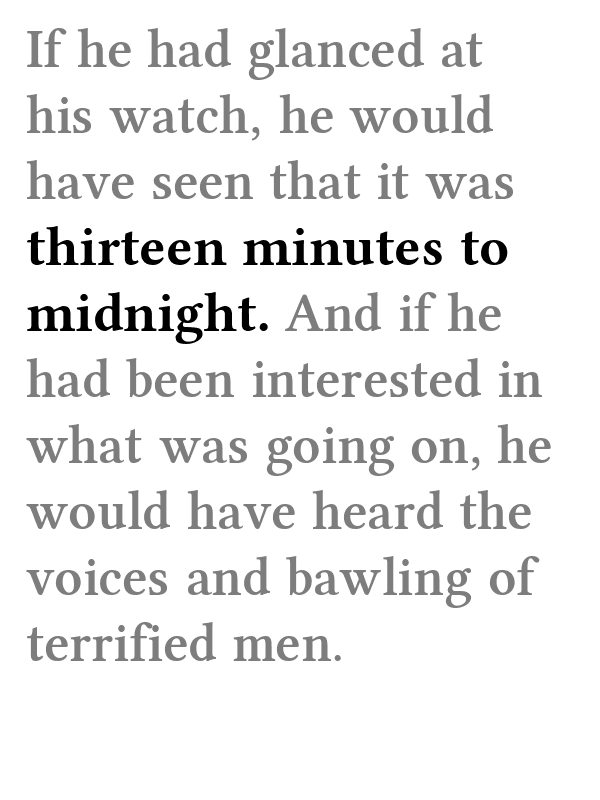 If he had glanced at
his watch, he would
have seen that it was
thirteen minutes to
midnight. And if he
had been interested in
what was going on, he
would have heard the
voices and bawling of
terrified men.